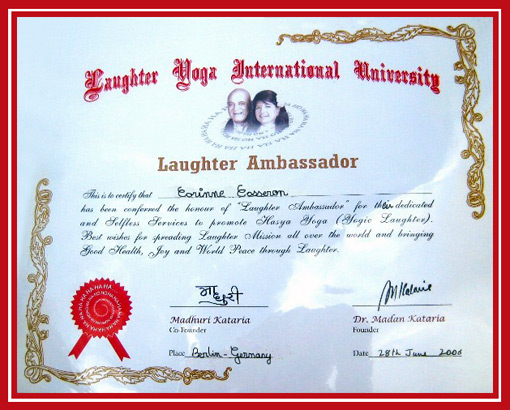 Laughter Yoga International University
Laughter Ambassador
This is to certify that Corinne Cosseron
has been conferred the honour of "Laughter Ambassador" for their dedicated
and Selfless Services to promote Hasya Yoga (Yogic Laughter).
Best wishes for spreading Laughter Mission all over the world and bringing
Good Health, Joy and World Peace through Laughter.
माधुरी
Madhuri Kataria
Co-Founder
MKataria
Dr. Madan Kataria
Founder
Place Berlin - Germany
Date 28th June 2006